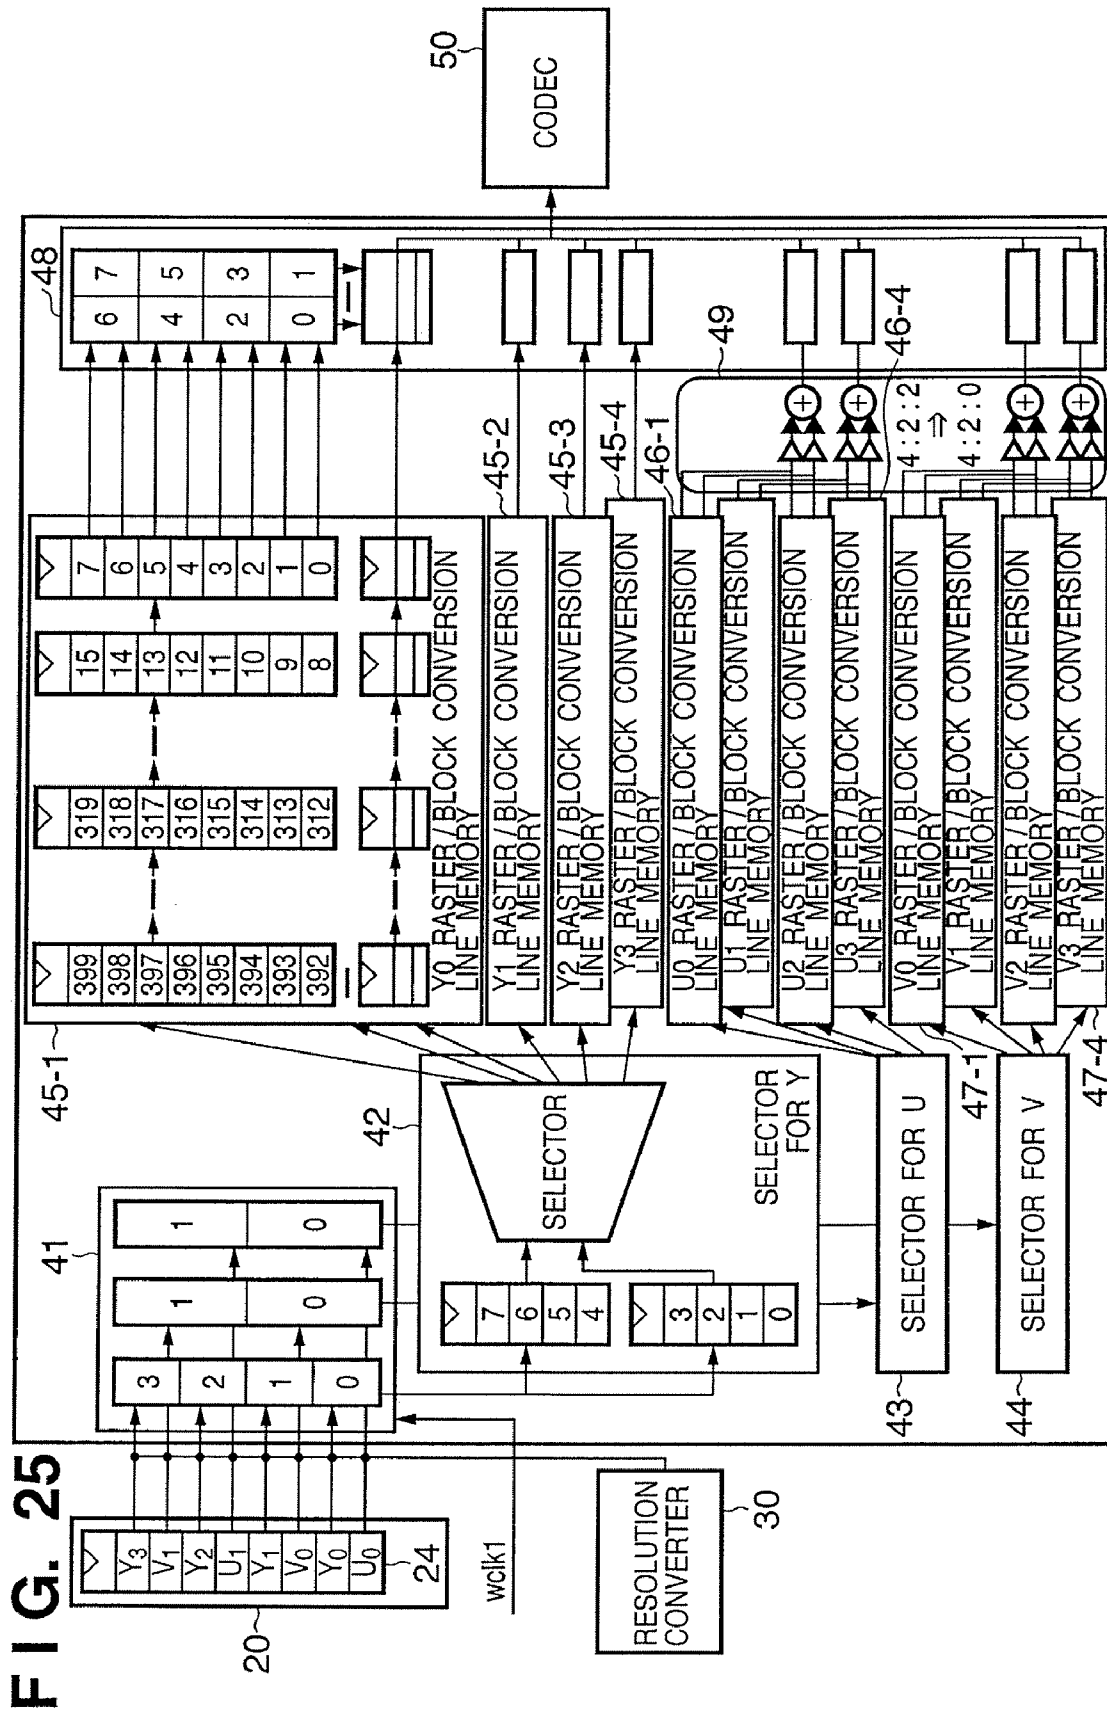 FIG. 25
20
Y3
V1
Y2
U1
Y1
V0
Y0
U0
24
wclk1
RESOLUTION
CONVERTER
30
41
3
2
1
0
1
0
1
0
42
7
6
5
4
3
2
1
0
SELECTOR
SELECTOR
FOR Y
43
SELECTOR FOR U
44
SELECTOR FOR V
45-1
399
398
397
396
395
394
393
392
319
318
317
316
315
314
313
312
15
14
13
12
11
10
9
8
7
6
5
4
3
2
1
0
Y0 RASTER/BLOCK CONVERSION
LINE MEMORY
Y1 RASTER/BLOCK CONVERSION
LINE MEMORY
45-2
Y2 RASTER/BLOCK CONVERSION
LINE MEMORY
45-3
Y3 RASTER/BLOCK CONVERSION
LINE MEMORY
45-4
U0 RASTER/BLOCK CONVERSION
LINE MEMORY
46-1
U1 RASTER/BLOCK CONVERSION
LINE MEMORY
U2 RASTER/BLOCK CONVERSION
LINE MEMORY
U3 RASTER/BLOCK CONVERSION
LINE MEMORY
46-4
V0 RASTER/BLOCK CONVERSION
LINE MEMORY
47-1
V1 RASTER/BLOCK CONVERSION
LINE MEMORY
V2 RASTER/BLOCK CONVERSION
LINE MEMORY
V3 RASTER/BLOCK CONVERSION
LINE MEMORY
47-4
48
6 7
4 5
2 3
0 1
49
4:2:2
⇒
4:2:0
50
CODEC